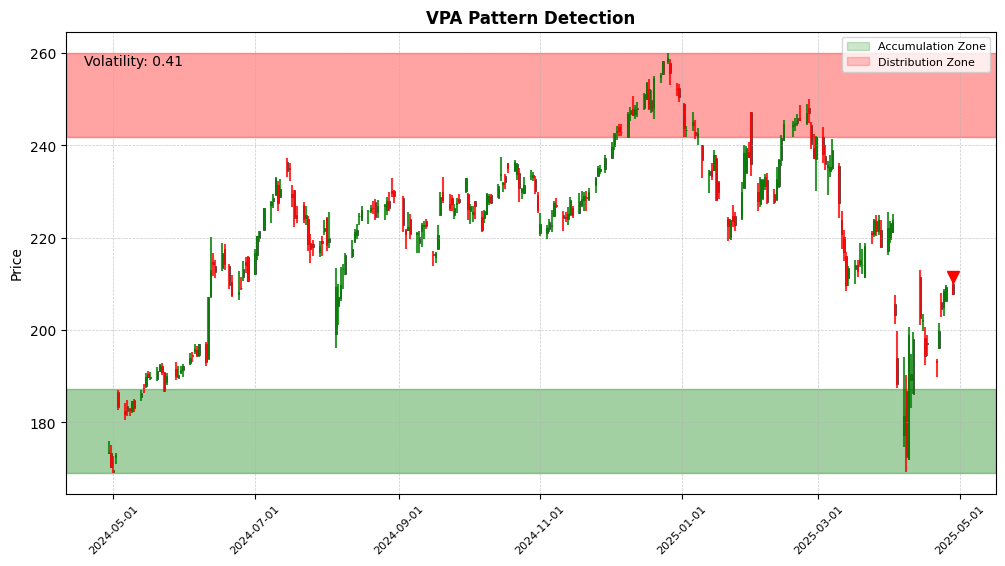 VPA Pattern Detection
Volatility: 0.41
Accumulation Zone
Distribution Zone
Price
260
240
220
200
180
2024-05-01
2024-07-01
2024-09-01
2024-11-01
2025-01-01
2025-03-01
2025-05-01